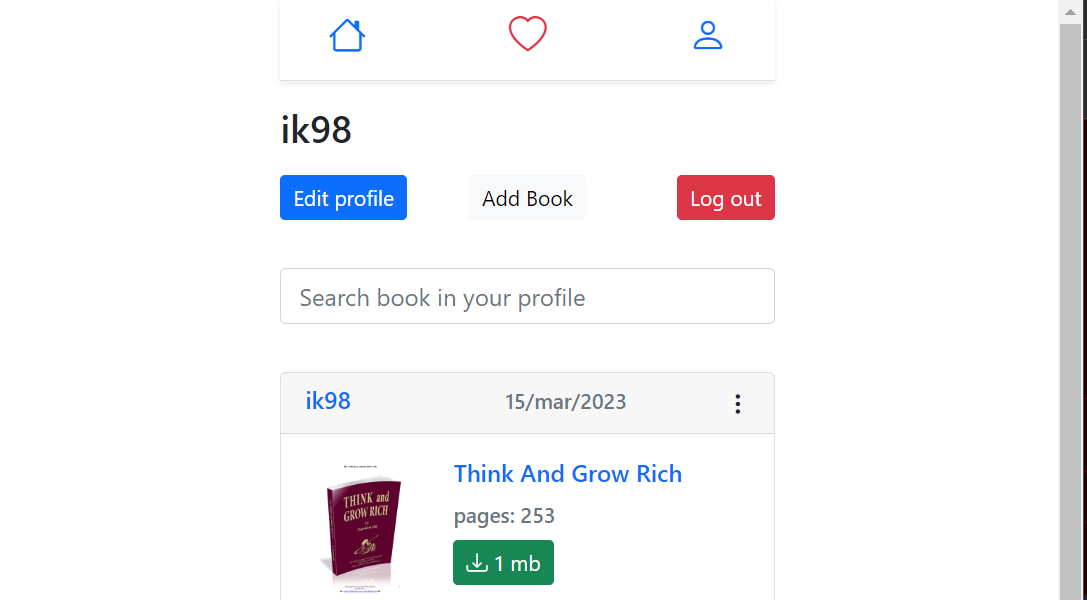 ik98
Edit profile
Add Book
Log out
Search book in your profile
ik98
15/mar/2023
Think And Grow Rich
pages: 253
1 mb
THINK and
GROW RICH